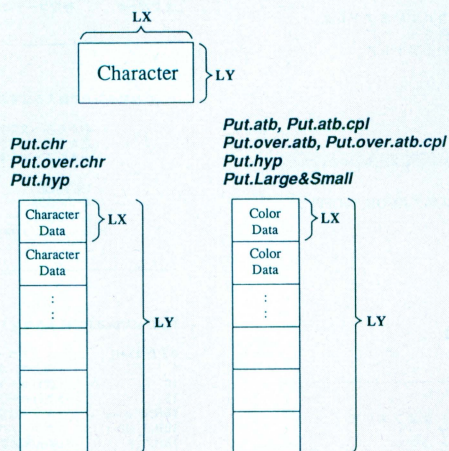 LX
Character
LY
Put.chr
Put.over.chr
Put.hyp
Character
Data
LX
Character
Data
:
:
LY
Put.atb, Put.atb.cpl
Put.over.atb, Put.over.atb.cpl
Put.hyp
Put.Large&Small
Color
Data
LX
Color
Data
:
:
LY